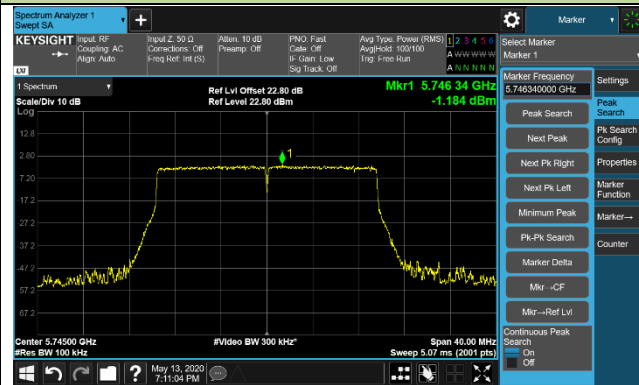 Spectrum Analyzer 1
Swept SA
Marker
KEYSIGHT
Input: RF
Coupling: AC
Align: Auto
Input Z: 50 Ω
Corrections: Off
Freq Ref: Int (S)
Atten: 10 dB
Preamp: Off
PNO: Fast
Gate: Off
IF Gain: Low
Sig Track: Off
Avg Type: Power (RMS)
Avg|Hold: 100/100
Trig: Free Run
1 2 3 4 5 6
A W W W W W
A N N N N N
LXI
Select Marker
Marker 1
1 Spectrum
Scale/Div 10 dB
Log
Ref Lvl Offset 22.80 dB
Ref Level 22.80 dBm
Mkr1 5.746 34 GHz
-1.184 dBm
1
12.8
2.80
-7.20
-17.2
-27.2
-37.2
-47.2
-57.2
-67.2
Center 5.74500 GHz
#Res BW 100 kHz
#Video BW 300 kHz*
Span 40.00 MHz
Sweep 5.07 ms (2001 pts)
Marker Frequency
5.746340000 GHz
Peak Search
Next Peak
Next Pk Right
Next Pk Left
Minimum Peak
Pk-Pk Search
Marker Delta
Mkr→CF
Mkr→Ref Lvl
Continuous Peak
Search
On
Off
Settings
Peak
Search
Pk Search
Config
Properties
Marker
Function
Marker→
Counter
May 13, 2020
7:11:04 PM